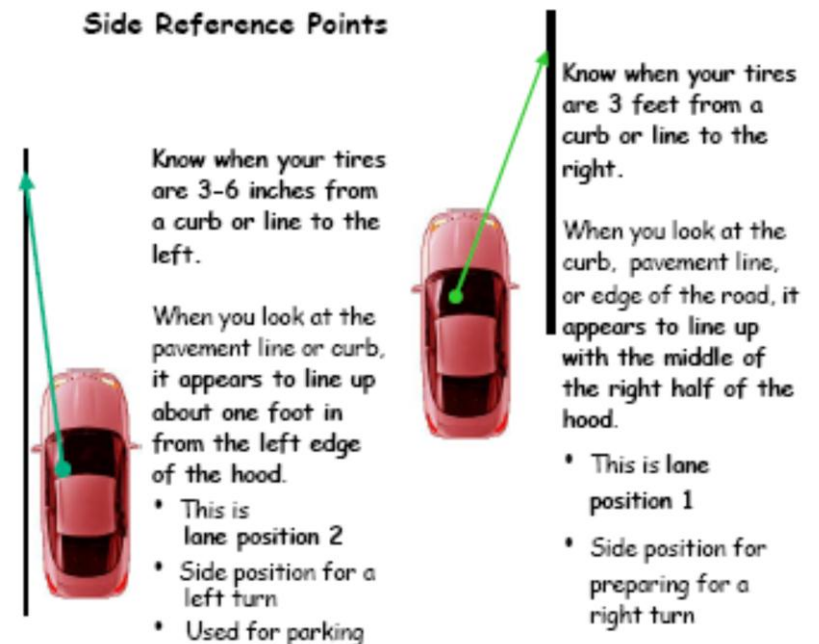 Side Reference Points
Know when your tires
are 3-6 inches from
a curb or line to the
left.
When you look at the
pavement line or curb,
it appears to line up
about one foot in
from the left edge
of the hood.
• This is
lane position 2
• Side position for a
left turn
• Used for parking
Know when your tires
are 3 feet from a
curb or line to the
right.
When you look at the
curb, pavement line,
or edge of the road, it
appears to line up
with the middle of
the right half of the
hood.
• This is lane
position 1
• Side position for
preparing for a
right turn